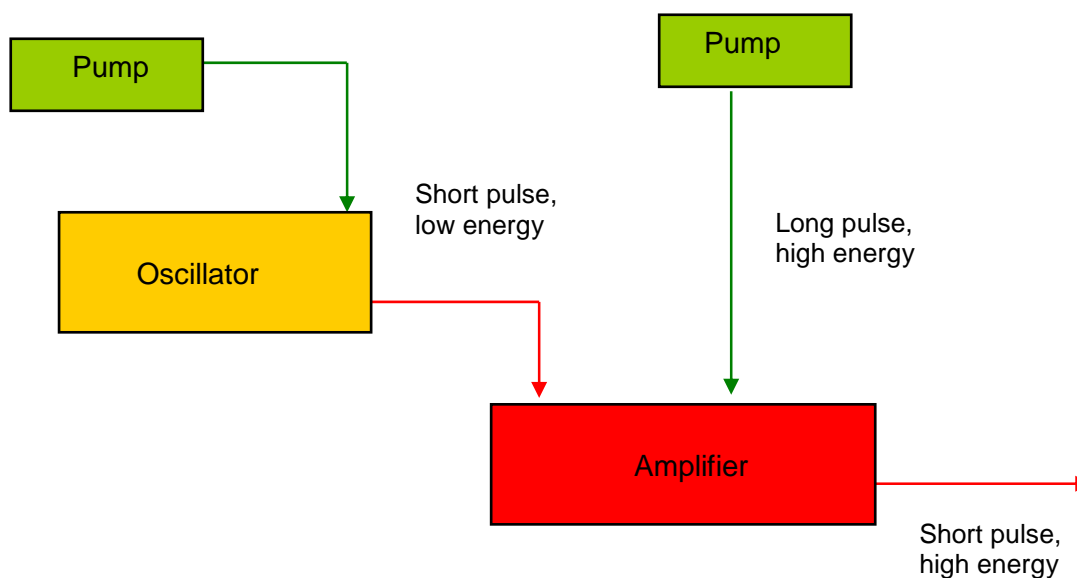 Pump
Pump
Short pulse,
low energy
Long pulse,
high energy
Oscillator
Amplifier
Short pulse,
high energy